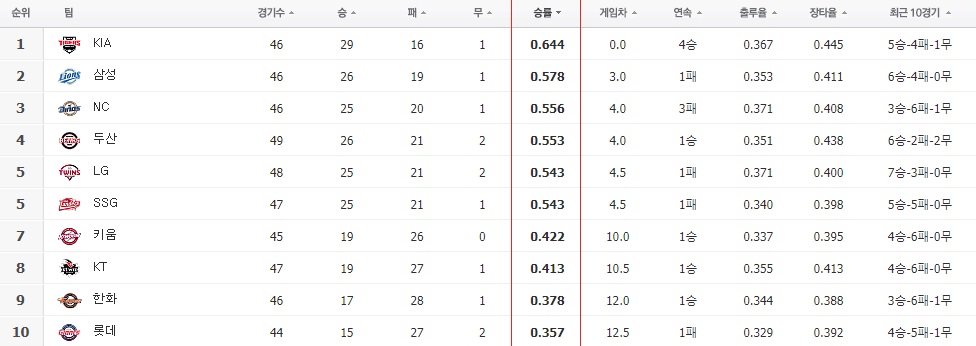 순위 팀 경기수 승 패 무 승률 게임차 연속 출루율 장타율 최근 10경기
1 KIA 46 29 16 1 0.644 0.0 4승 0.367 0.445 5승-4패-1무
2 삼성 46 26 19 1 0.578 3.0 1패 0.353 0.411 6승-4패-0무
3 NC 46 25 20 1 0.556 4.0 3패 0.371 0.408 3승-6패-1무
4 두산 49 26 21 2 0.553 4.0 1승 0.351 0.438 6승-2패-2무
5 LG 48 25 21 2 0.543 4.5 1패 0.371 0.400 7승-3패-0무
5 SSG 47 25 21 1 0.543 4.5 1패 0.340 0.398 5승-5패-0무
7 키움 45 19 26 0 0.422 10.0 1승 0.337 0.395 4승-6패-0무
8 KT 47 19 27 1 0.413 10.5 1승 0.355 0.413 4승-6패-0무
9 한화 46 17 28 1 0.378 12.0 1승 0.344 0.388 3승-6패-1무
10 롯데 44 15 27 2 0.357 12.5 1패 0.329 0.392 4승-5패-1무